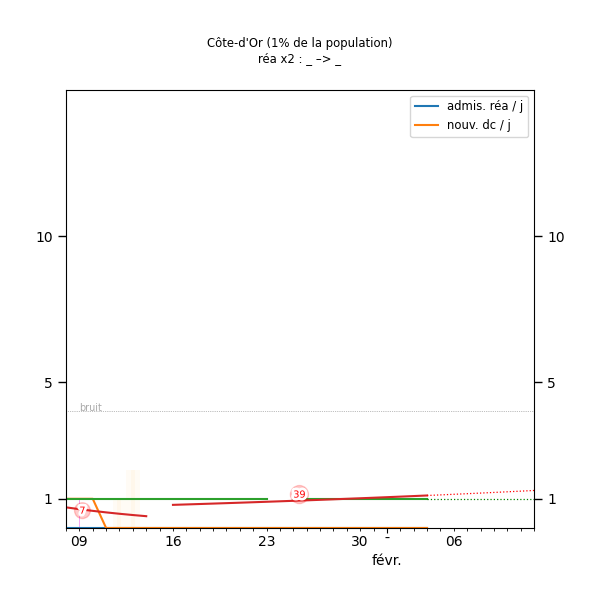 Côte-d'Or (1% de la population)
réa x2 : _ –> _
admis. réa / j
nouv. dc / j
10 10
5 5
bruit
39
1 1
7
09 16 23 30 - 06
févr.